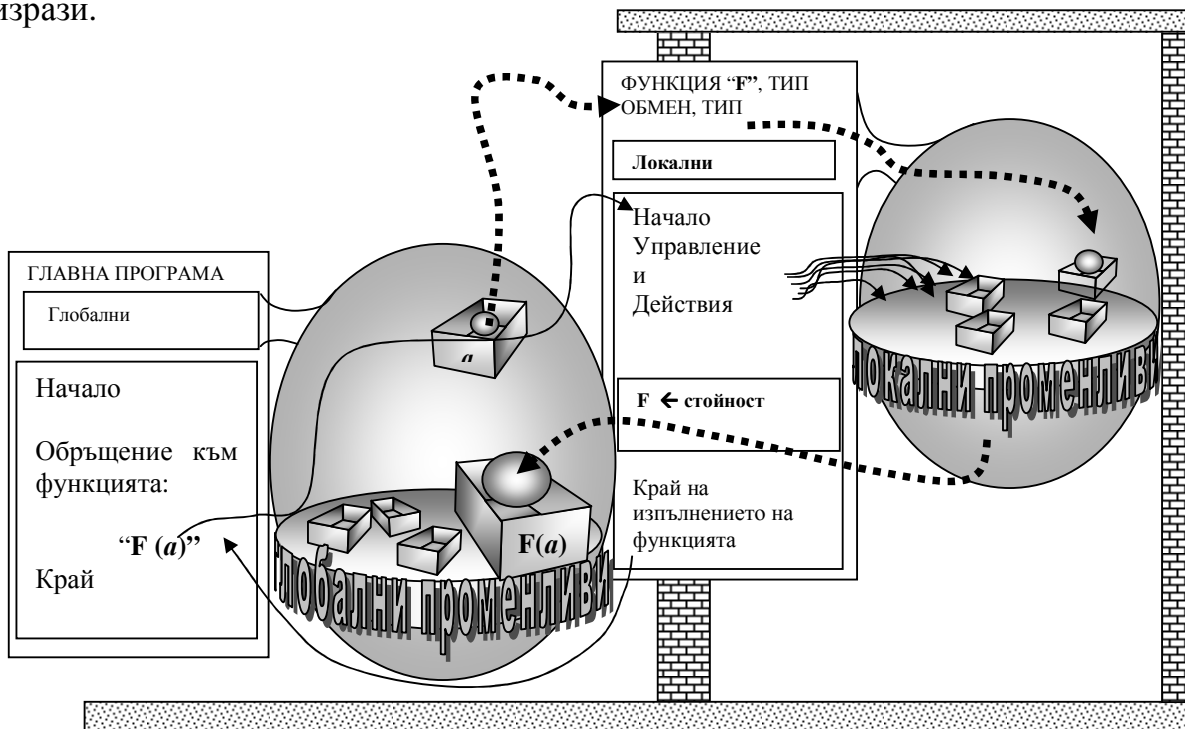 изрази.
ФУНКЦИЯ “F”, ТИП
ОБМЕН, ТИП
Локални
Начало
Управление
и
Действия
F ← стойност
Край на
изпълнението на
функцията
ГЛАВНА ПРОГРАМА
Глобални
Начало
Обръщение към
функцията:
“F (a)”
Край
a
F(a)
глобални променливи
локални променливи